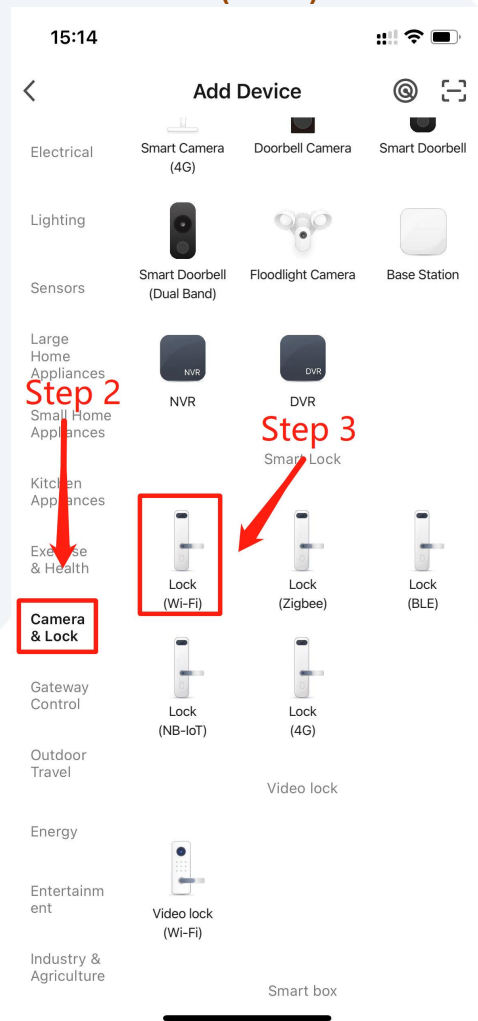 15:14
Add Device
Electrical
Smart Camera
(4G)
Doorbell Camera
Smart Doorbell
Lighting
Smart Doorbell
(Dual Band)
Floodlight Camera
Base Station
Sensors
Large
Home
Appliances
NVR
NVR
DVR
DVR
Step 2
Small Home
Appliances
Step 3
Smart Lock
Kitchen
Appliances
Exercise
& Health
Lock
(Wi-Fi)
Lock
(Zigbee)
Lock
(BLE)
Camera
& Lock
Gateway
Control
Lock
(NB-IoT)
Lock
(4G)
Outdoor
Travel
Video lock
Energy
Entertainm
ent
Video lock
(Wi-Fi)
Industry &
Agriculture
Smart box